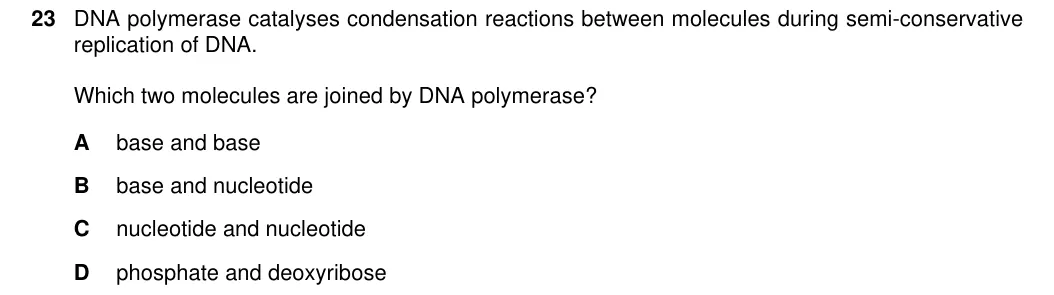 23 DNA polymerase catalyses condensation reactions between molecules during semi-conservative
replication of DNA.
Which two molecules are joined by DNA polymerase?
A base and base
B base and nucleotide
C nucleotide and nucleotide
D phosphate and deoxyribose